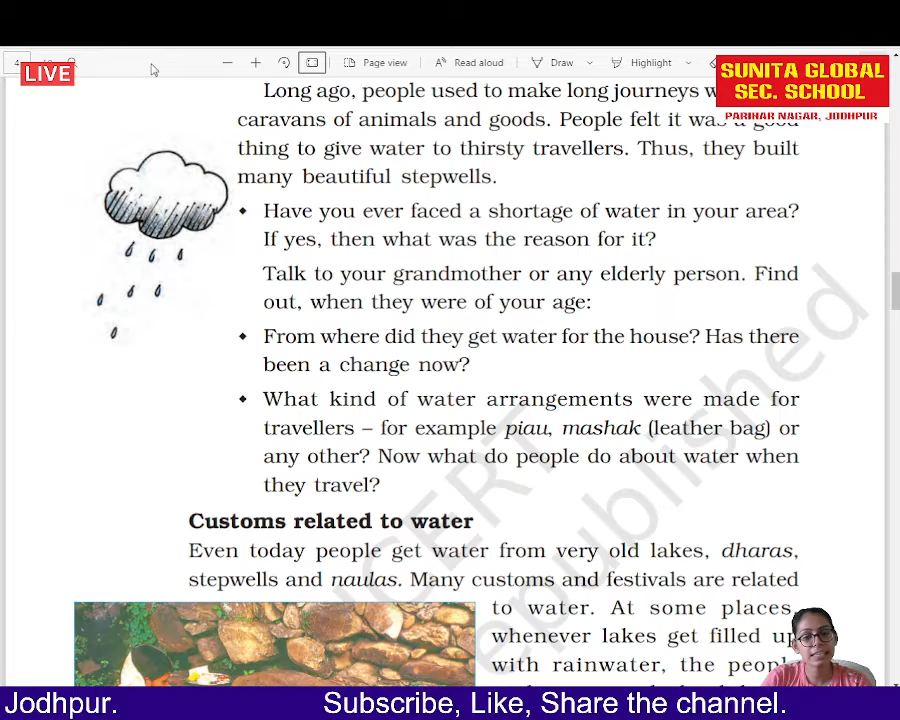 LIVE
Page view
Read aloud
Draw
Highlight
SUNITA GLOBAL
SEC. SCHOOL
PARIHAR NAGAR, JODHPUR
Long ago, people used to make long journeys
caravans of animals and goods. People felt it was a good
thing to give water to thirsty travellers. Thus, they built
many beautiful stepwells.
Have you ever faced a shortage of water in your area?
If yes, then what was the reason for it?
Talk to your grandmother or any elderly person. Find
out, when they were of your age:
From where did they get water for the house? Has there
been a change now?
What kind of water arrangements were made for
travellers – for example piau, mashak (leather bag) or
any other? Now what do people do about water when
they travel?
Customs related to water
Even today people get water from very old lakes, dharas,
stepwells and naulas. Many customs and festivals are related
to water. At some places,
whenever lakes get filled up
with rainwater, the people
Jodhpur.
Subscribe, Like, Share the channel.